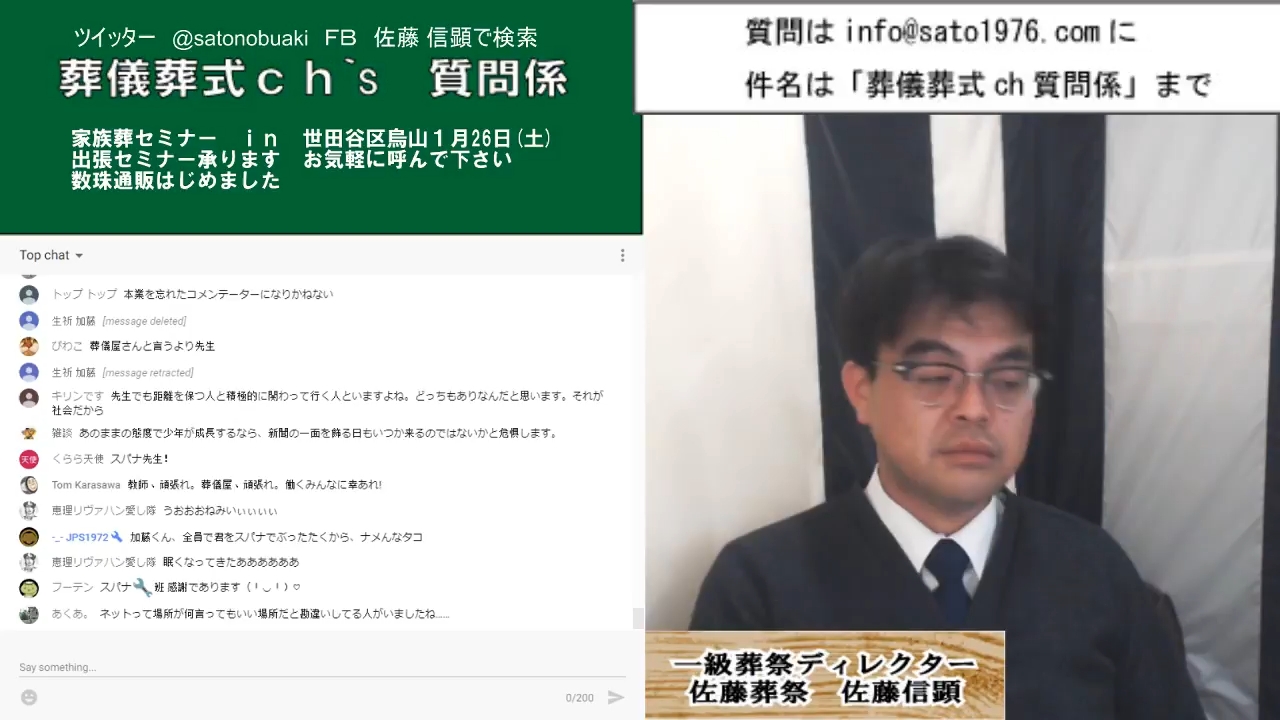 ツイッター　@satonobuaki　ＦＢ　佐藤 信顕で検索
葬儀葬式ｃｈ`s　質問係
家族葬セミナー　ｉｎ　世田谷区烏山１月26日(土)
出張セミナー承ります　お気軽に呼んで下さい
数珠通販はじめました
質問は info@sato1976.com に
件名は「葬儀葬式 ch 質問係」まで
Top chat
トップ トップ 本業を忘れたコメンテーターになりかねない
生祈 加藤 [message deleted]
びわこ 葬儀屋さんと言うより先生
生祈 加藤 [message retracted]
キリンです 先生でも距離を保つ人と積極的に関わって行く人といますよね。どっちもありなんだと思います。それが
社会だから
雑談 あのままの態度で少年が成長するなら、新聞の一面を飾る日もいつか来るのではないかと危惧します。
天使
くらら天使 スパナ先生！
Tom Karasawa 教師、頑張れ。葬儀屋、頑張れ。働くみんなに幸あれ!
恵理リヴァハン愛し隊 うおおおねみいぃぃぃぃ
-_- JPS1972 加藤くん、全員で君をスパナでぶったたくから、ナメんなタコ
恵理リヴァハン愛し隊 眠くなってきたああああああ
フーテン スパナ🔧班 感謝であります（╹◡╹）♡
あくあ。 ネットって場所が何言ってもいい場所だと勘違いしてる人がいましたね……
Say something...
0/200
一級葬祭ディレクター
佐藤葬祭　佐藤信顕